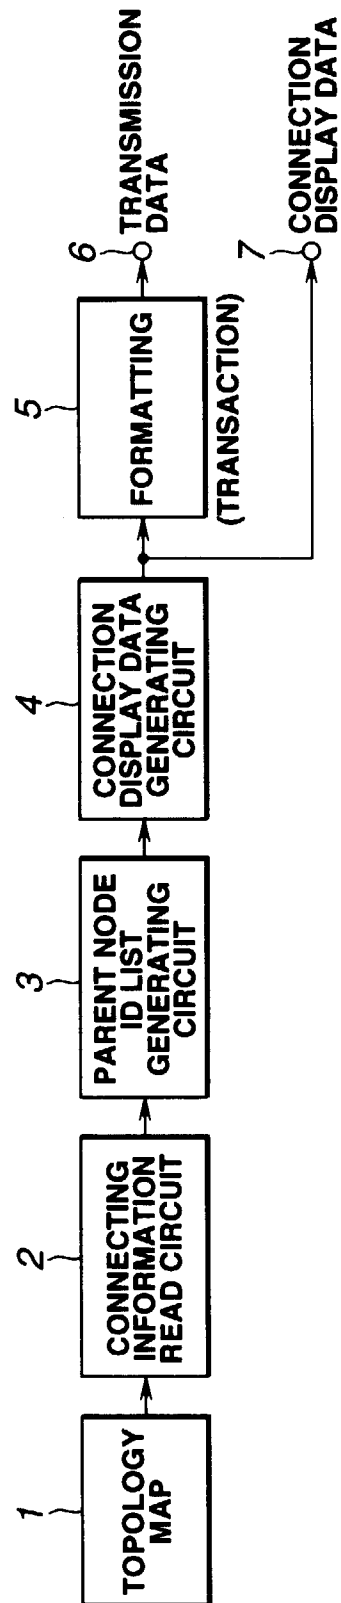 1
TOPOLOGY
MAP
2
CONNECTING
INFORMATION
READ CIRCUIT
3
PARENT NODE
ID LIST
GENERATING
CIRCUIT
4
CONNECTION
DISPLAY DATA
GENERATING
CIRCUIT
5
FORMATTING
(TRANSACTION)
6
TRANSMISSION
DATA
7
CONNECTION
DISPLAY DATA